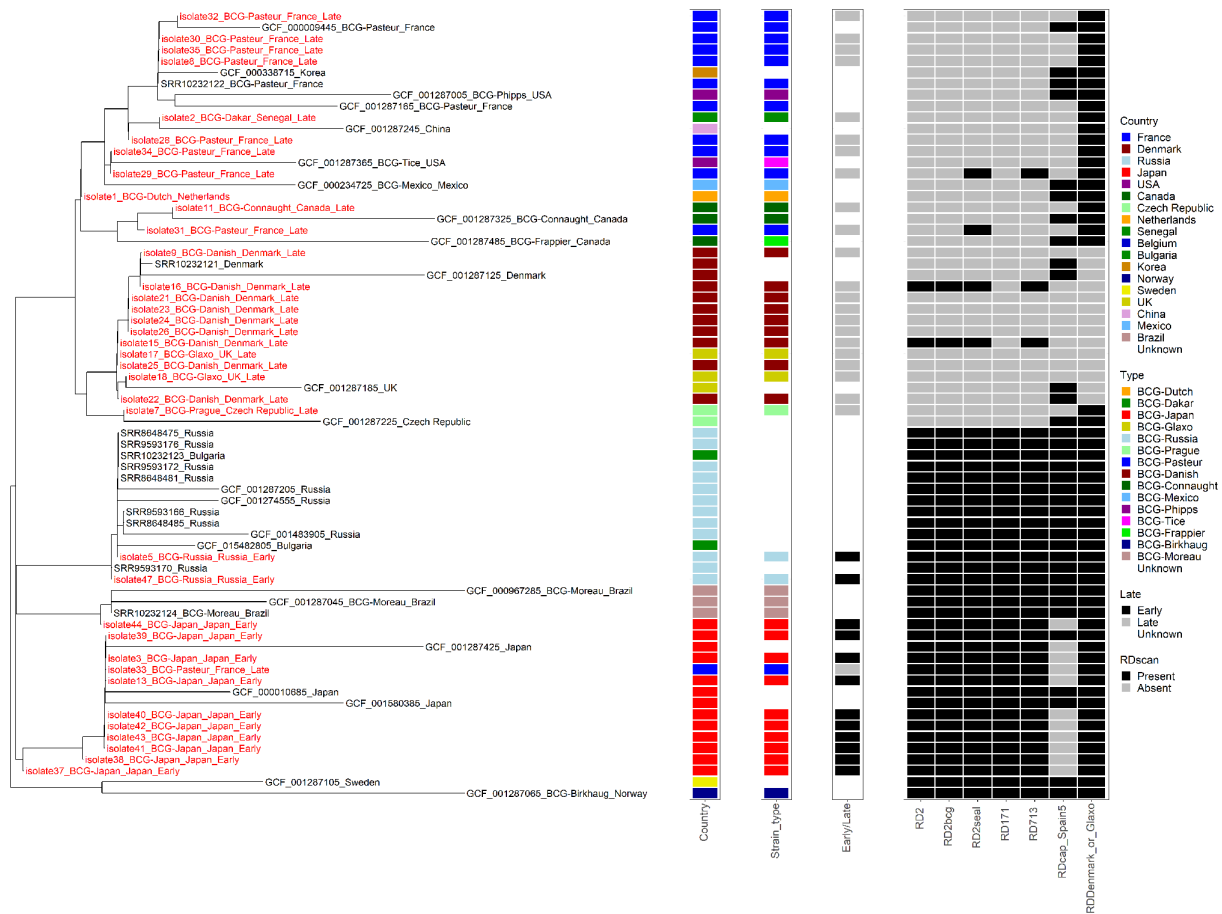 isolate32_BCG-Pasteur_France_Late
GCF_000009445_BCG-Pasteur_France
isolate30_BCG-Pasteur_France_Late
isolate35_BCG-Pasteur_France_Late
isolate6_BCG-Pasteur_France_Late
GCF_000338715_Korea
SRR10232122_BCG-Pasteur_France
GCF_001287005_BCG-Phipps_USA
GCF_001287165_BCG-Pasteur_France
isolate2_BCG-Dakar_Senegal_Late
GCF_001287245_China
isolate28_BCG-Pasteur_France_Late
isolate34_BCG-Pasteur_France_Late
GCF_001287365_BCG-Tice_USA
isolate29_BCG-Pasteur_France_Late
GCF_000234725_BCG-Mexico_Mexico
isolate1_BCG-Dutch_Netherlands
isolate11_BCG-Connaught_Canada_Late
GCF_001287325_BCG-Connaught_Canada
isolate31_BCG-Pasteur_France_Late
GCF_001287485_BCG-Frappier_Canada
isolate9_BCG-Danish_Denmark_Late
SRR10232121_Denmark
GCF_001287125_Denmark
isolate16_BCG-Danish_Denmark_Late
isolate21_BCG-Danish_Denmark_Late
isolate23_BCG-Danish_Denmark_Late
isolate24_BCG-Danish_Denmark_Late
isolate26_BCG-Danish_Denmark_Late
isolate15_BCG-Danish_Denmark_Late
isolate17_BCG-Glaxo_UK_Late
isolate25_BCG-Danish_Denmark_Late
isolate18_BCG-Glaxo_UK_Late
GCF_001287185_UK
isolate22_BCG-Danish_Denmark_Late
isolate7_BCG-Prague_Czech Republic_Late
GCF_001287225_Czech Republic
SRR8648475_Russia
SRR9593176_Russia
SRR10232123_Bulgaria
SRR9593172_Russia
SRR8648481_Russia
GCF_001287205_Russia
GCF_001274555_Russia
SRR9593166_Russia
SRR8648485_Russia
GCF_001483905_Russia
GCF_015482805_Bulgaria
isolate5_BCG-Russia_Russia_Early
SRR9593170_Russia
isolate47_BCG-Russia_Russia_Early
GCF_000967285_BCG-Moreau_Brazil
GCF_001287045_BCG-Moreau_Brazil
SRR10232124_BCG-Moreau_Brazil
isolate44_BCG-Japan_Japan_Early
isolate39_BCG-Japan_Japan_Early
GCF_001287425_Japan
isolate3_BCG-Japan_Japan_Early
isolate33_BCG-Pasteur_France_Late
isolate13_BCG-Japan_Japan_Early
GCF_000010685_Japan
GCF_001580385_Japan
isolate40_BCG-Japan_Japan_Early
isolate42_BCG-Japan_Japan_Early
isolate43_BCG-Japan_Japan_Early
isolate41_BCG-Japan_Japan_Early
isolate38_BCG-Japan_Japan_Early
isolate37_BCG-Japan_Japan_Early
GCF_001287105_Sweden
GCF_001287065_BCG-Birkhaug_Norway
Country
Strain_type
Early/Late
RD2
RD2bcg
RD2seal
RD171
RD713
RDcap_Spain5
RDDenmark_or_Glaxo
Country
France
Denmark
Russia
Japan
USA
Canada
Czech Republic
Netherlands
Senegal
Belgium
Bulgaria
Korea
Norway
Sweden
UK
China
Mexico
Brazil
Unknown
Type
BCG-Dutch
BCG-Dakar
BCG-Japan
BCG-Glaxo
BCG-Russia
BCG-Prague
BCG-Pasteur
BCG-Danish
BCG-Connaught
BCG-Mexico
BCG-Phipps
BCG-Tice
BCG-Frappier
BCG-Birkhaug
BCG-Moreau
Unknown
Late
Early
Late
Unknown
RDscan
Present
Absent